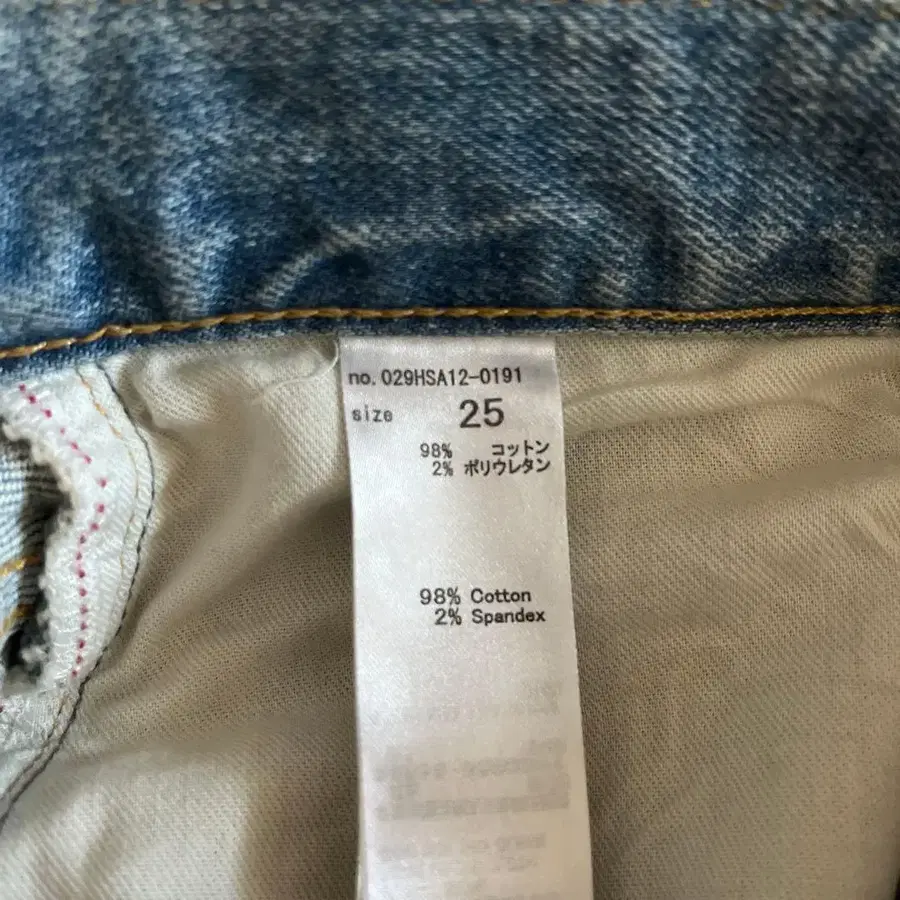 no. 029HSA12-0191
size 25
98% コットン
2% ポリウレタン
98% Cotton
2% Spandex